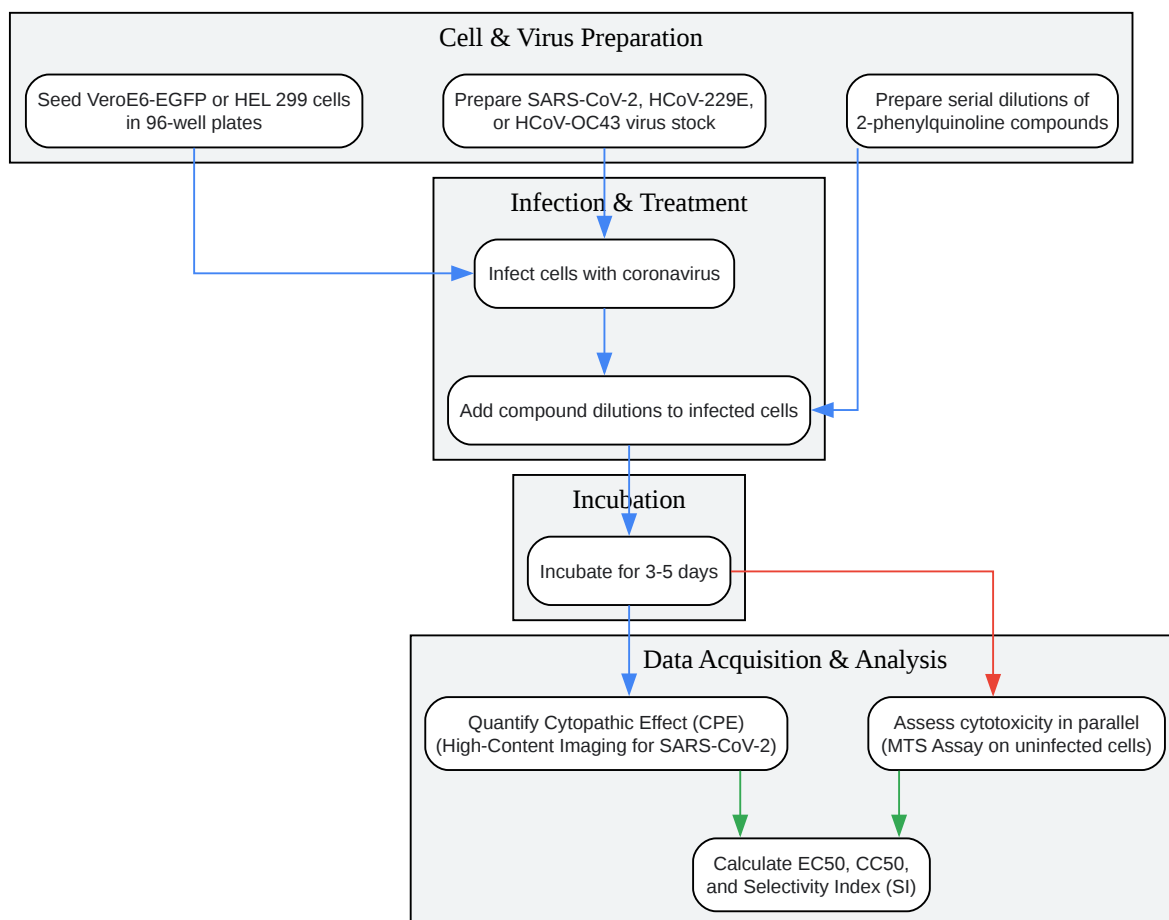 Cell & Virus Preparation
Seed VeroE6-EGFP or HEL 299 cells
in 96-well plates
Prepare SARS-CoV-2, HCoV-229E,
or HCoV-OC43 virus stock
Prepare serial dilutions of
2-phenylquinoline compounds
Infection & Treatment
Infect cells with coronavirus
Add compound dilutions to infected cells
Incubation
Incubate for 3-5 days
Data Acquisition & Analysis
Quantify Cytopathic Effect (CPE)
(High-Content Imaging for SARS-CoV-2)
Assess cytotoxicity in parallel
(MTS Assay on uninfected cells)
Calculate EC50, CC50,
and Selectivity Index (SI)